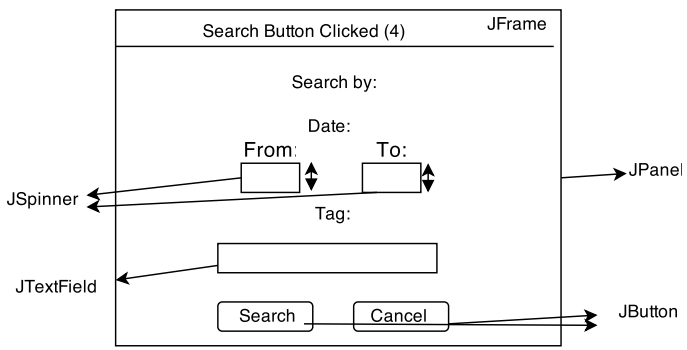 Search Button Clicked (4)
JFrame
Search by:
Date:
From: To:
JPanel
JSpinner
Tag:
JTextField
Search Cancel
JButton